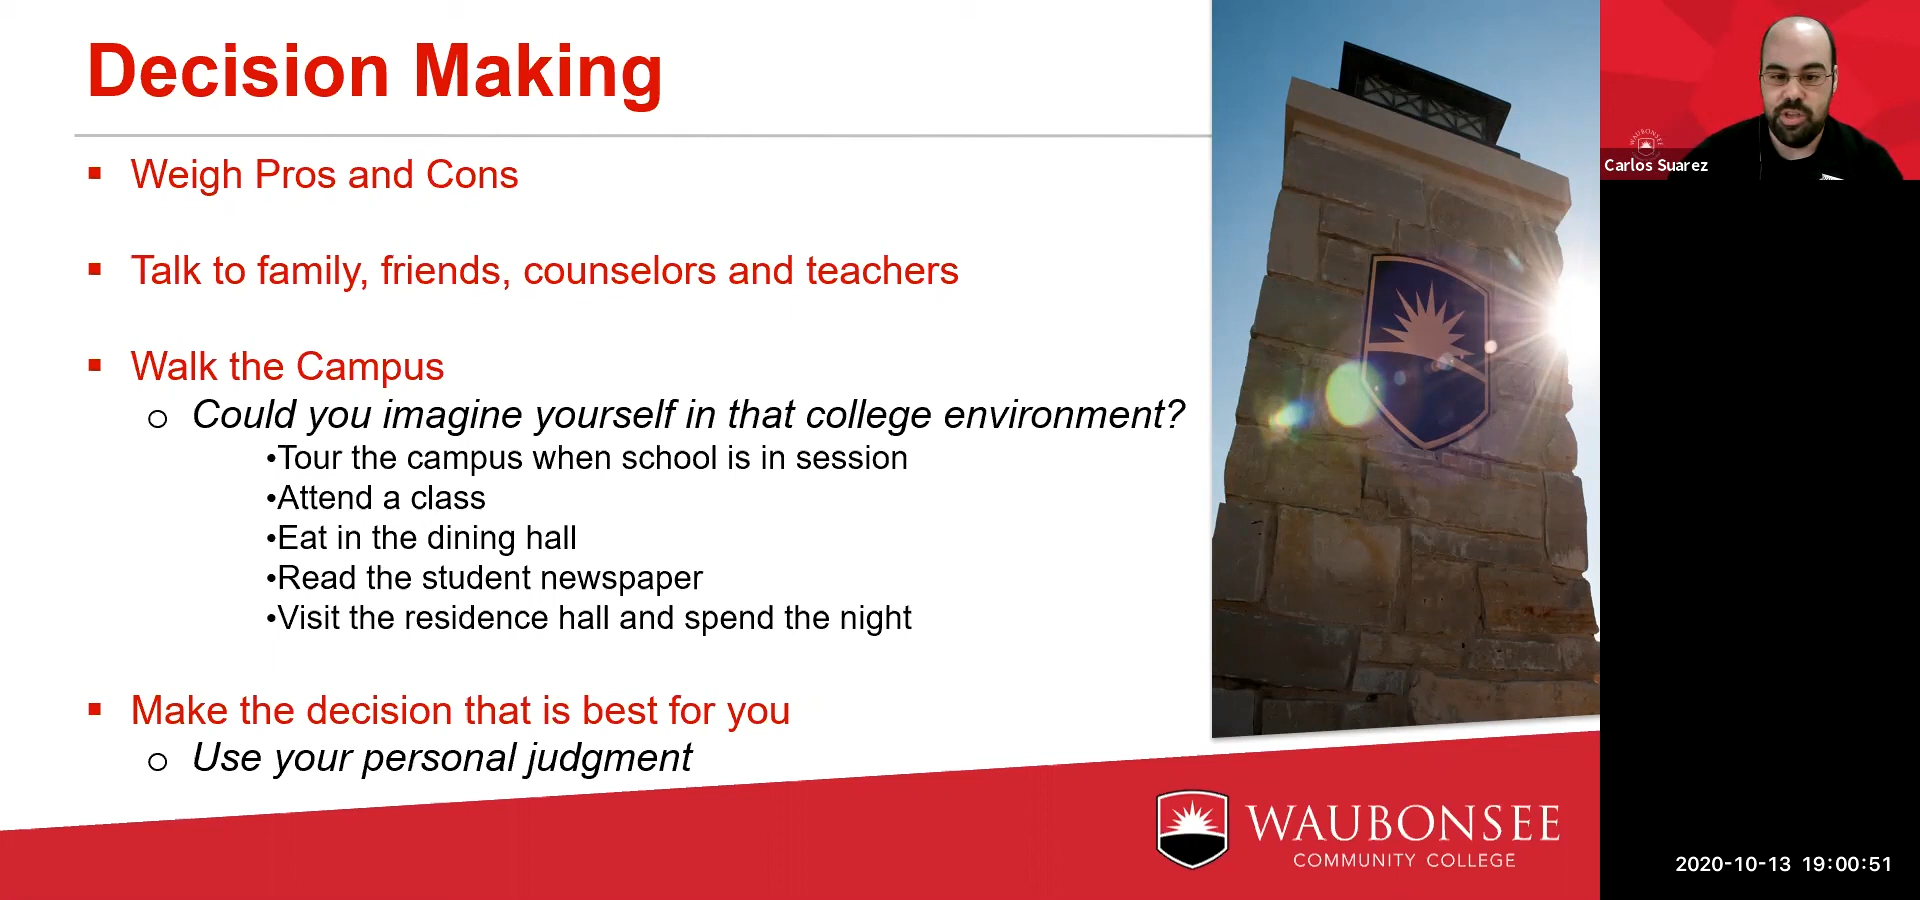 Decision Making
▪ Weigh Pros and Cons
▪ Talk to family, friends, counselors and teachers
▪ Walk the Campus
o Could you imagine yourself in that college environment?
•Tour the campus when school is in session
•Attend a class
•Eat in the dining hall
•Read the student newspaper
•Visit the residence hall and spend the night
▪ Make the decision that is best for you
o Use your personal judgment
WAUBONSEE
COMMUNITY COLLEGE
WAUBONSEE
Carlos Suarez
2020-10-13 19:00:51